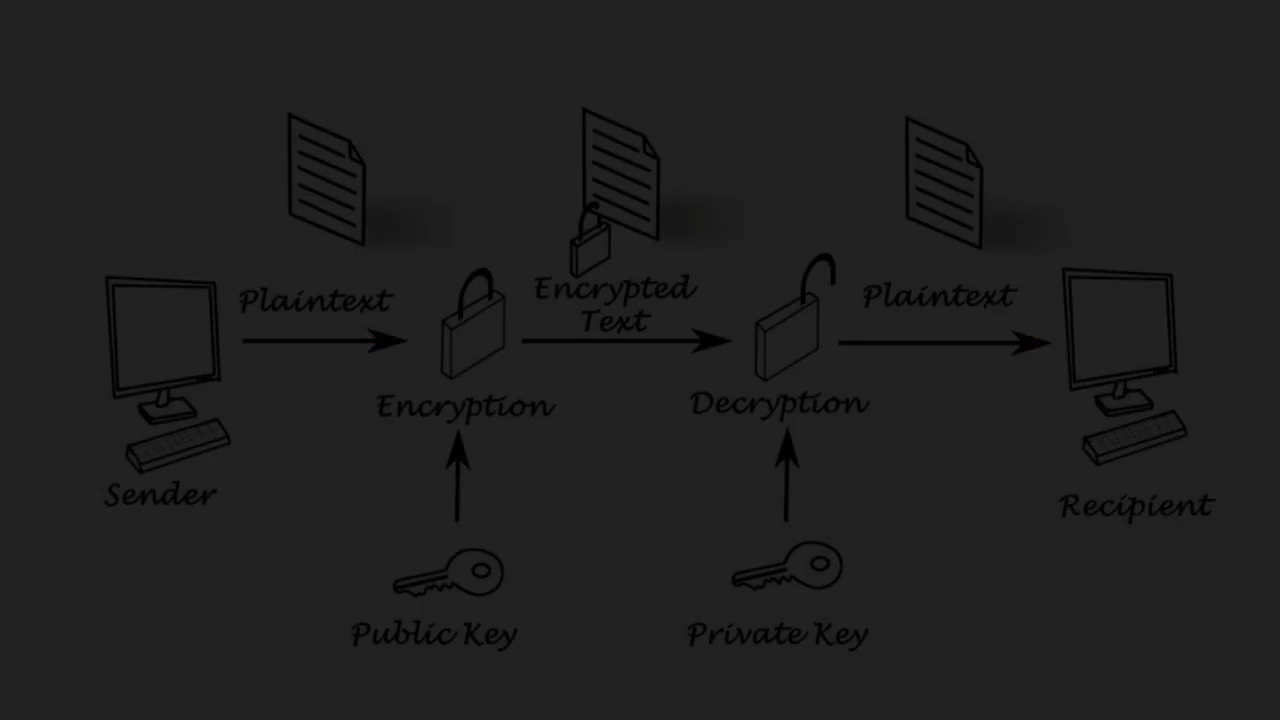 Plaintext
Encrypted
Text
Plaintext
Encryption
Decryption
Sender
Recipient
Public Key
Private Key